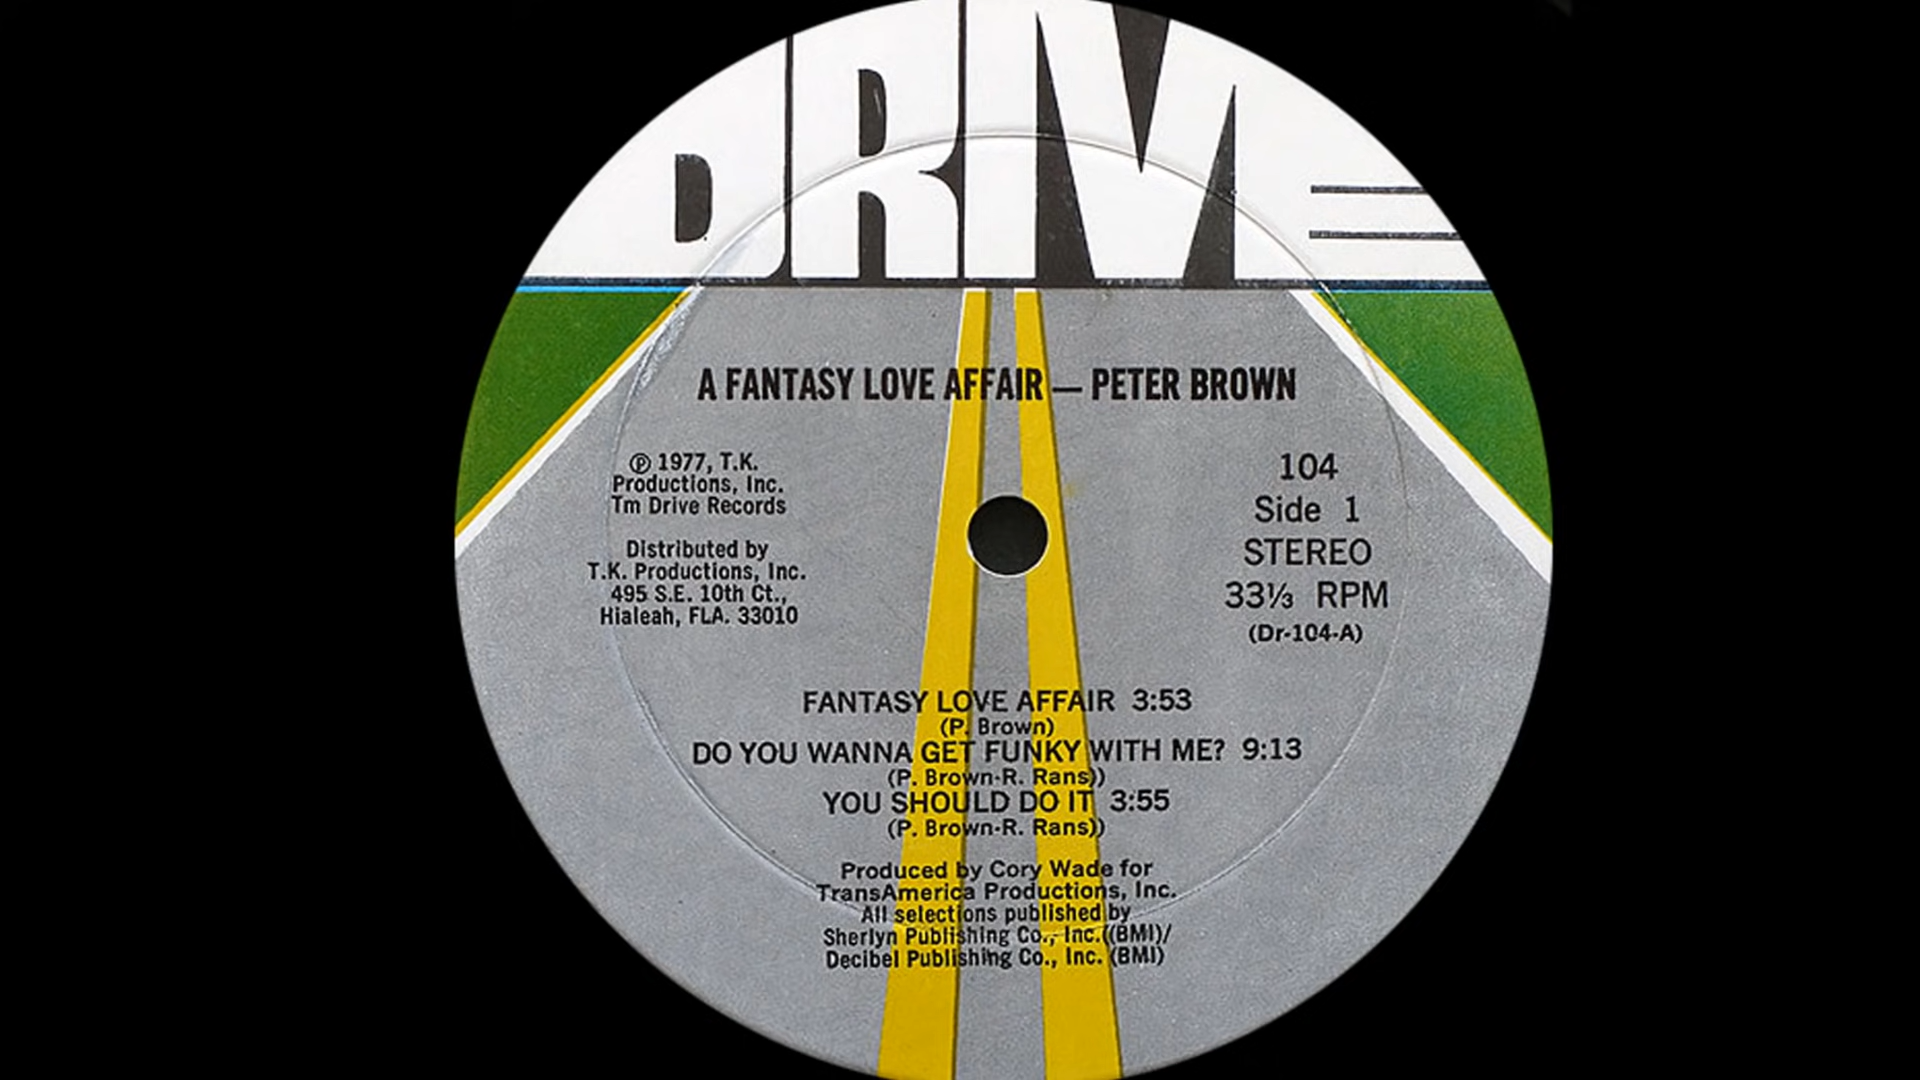 DRIVE
A FANTASY LOVE AFFAIR — PETER BROWN
℗ 1977, T.K.
Productions, Inc.
Tm Drive Records
Distributed by
T.K. Productions, Inc.
495 S.E. 10th Ct.,
Hialeah, FLA. 33010
104
Side 1
STEREO
33⅓ RPM
(Dr-104-A)
FANTASY LOVE AFFAIR 3:53
(P. Brown)
DO YOU WANNA GET FUNKY WITH ME? 9:13
(P. Brown-R. Rans))
YOU SHOULD DO IT 3:55
(P. Brown-R. Rans))
Produced by Cory Wade for
TransAmerica Productions, Inc.
All selections published by
Sherlyn Publishing Co., Inc.((BMI)/
Decibel Publishing Co., Inc. (BMI)